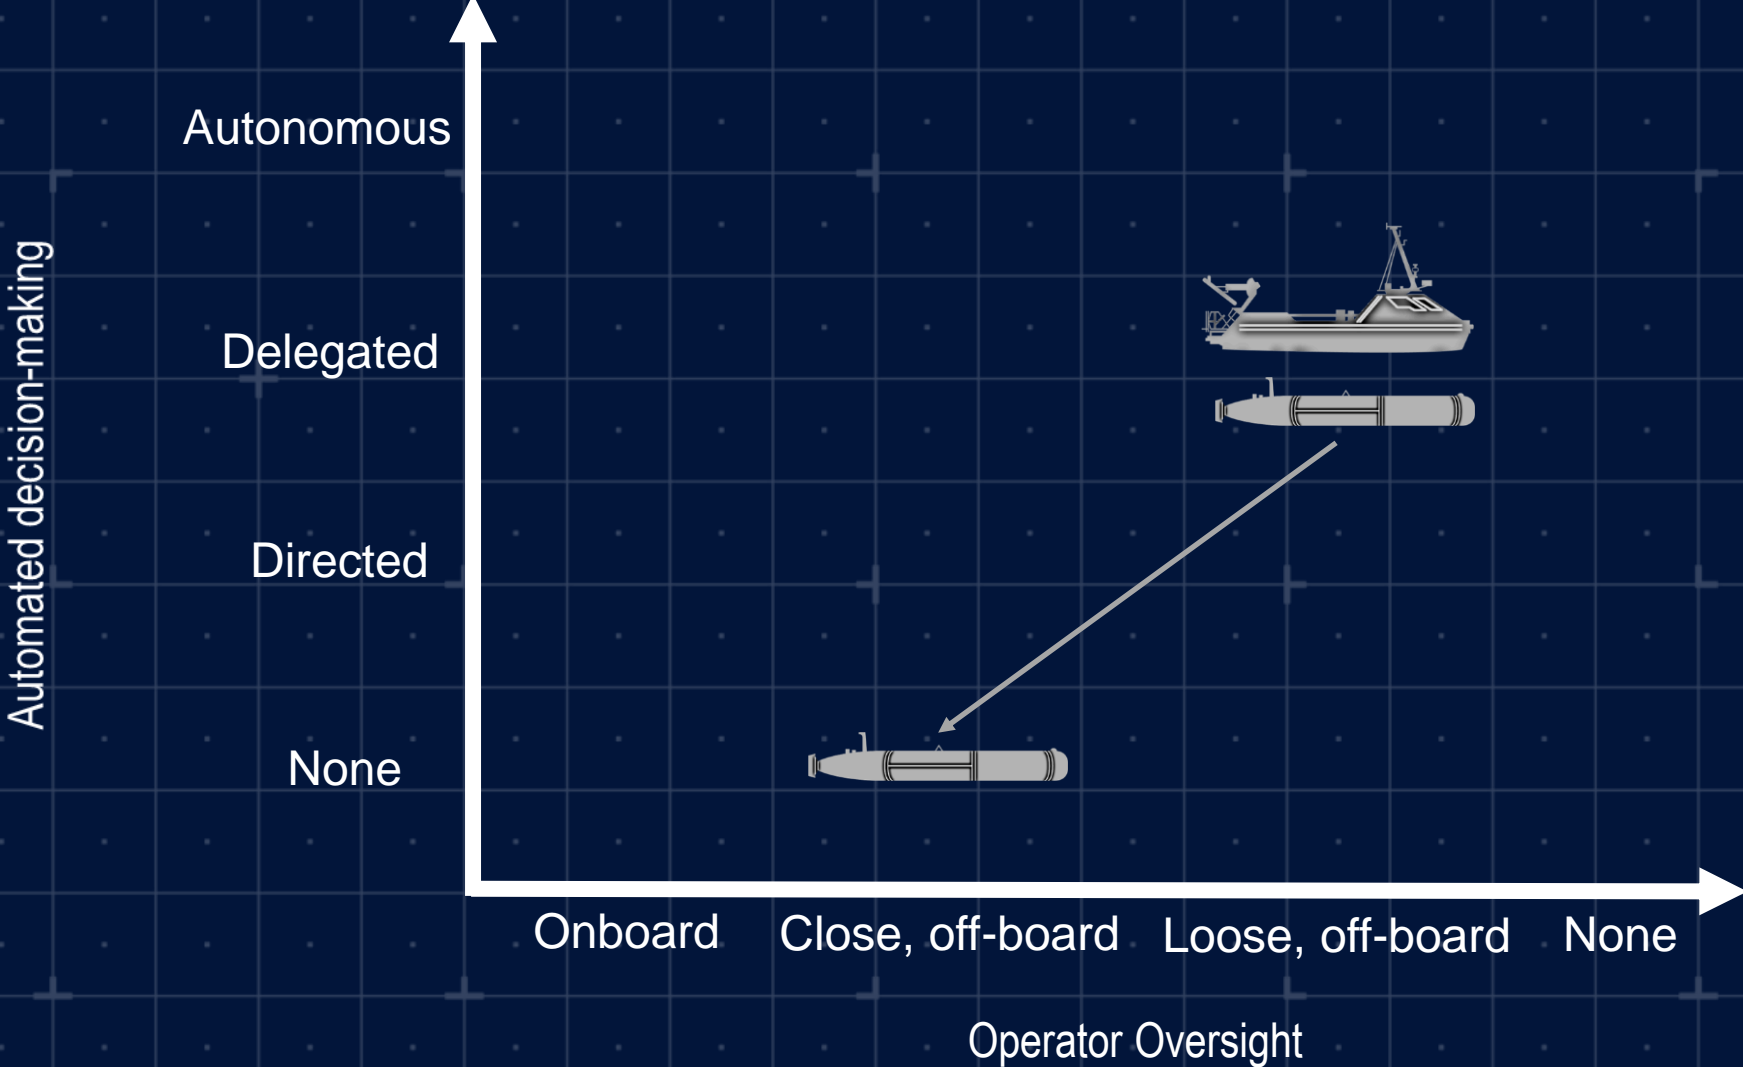 Automated decision-making
Autonomous
Delegated
Directed
None
Onboard
Close, off-board
Loose, off-board
None
Operator Oversight